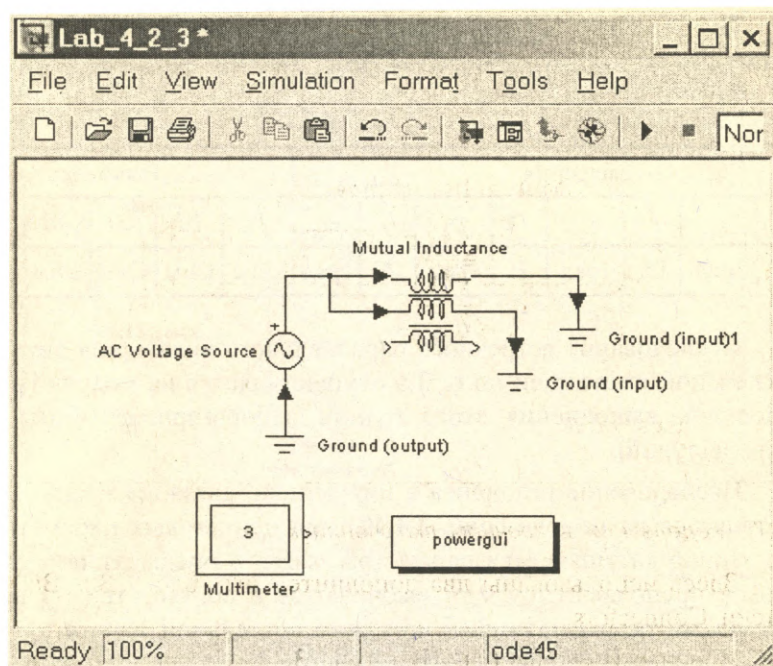 Lab_4_2_3 *
File Edit View Simulation Format Tools Help
Nor
Mutual Inductance
+
AC Voltage Source
Ground (input)1
Ground (input)
Ground (output)
3
powergui
Multimeter
Ready 100% ode45